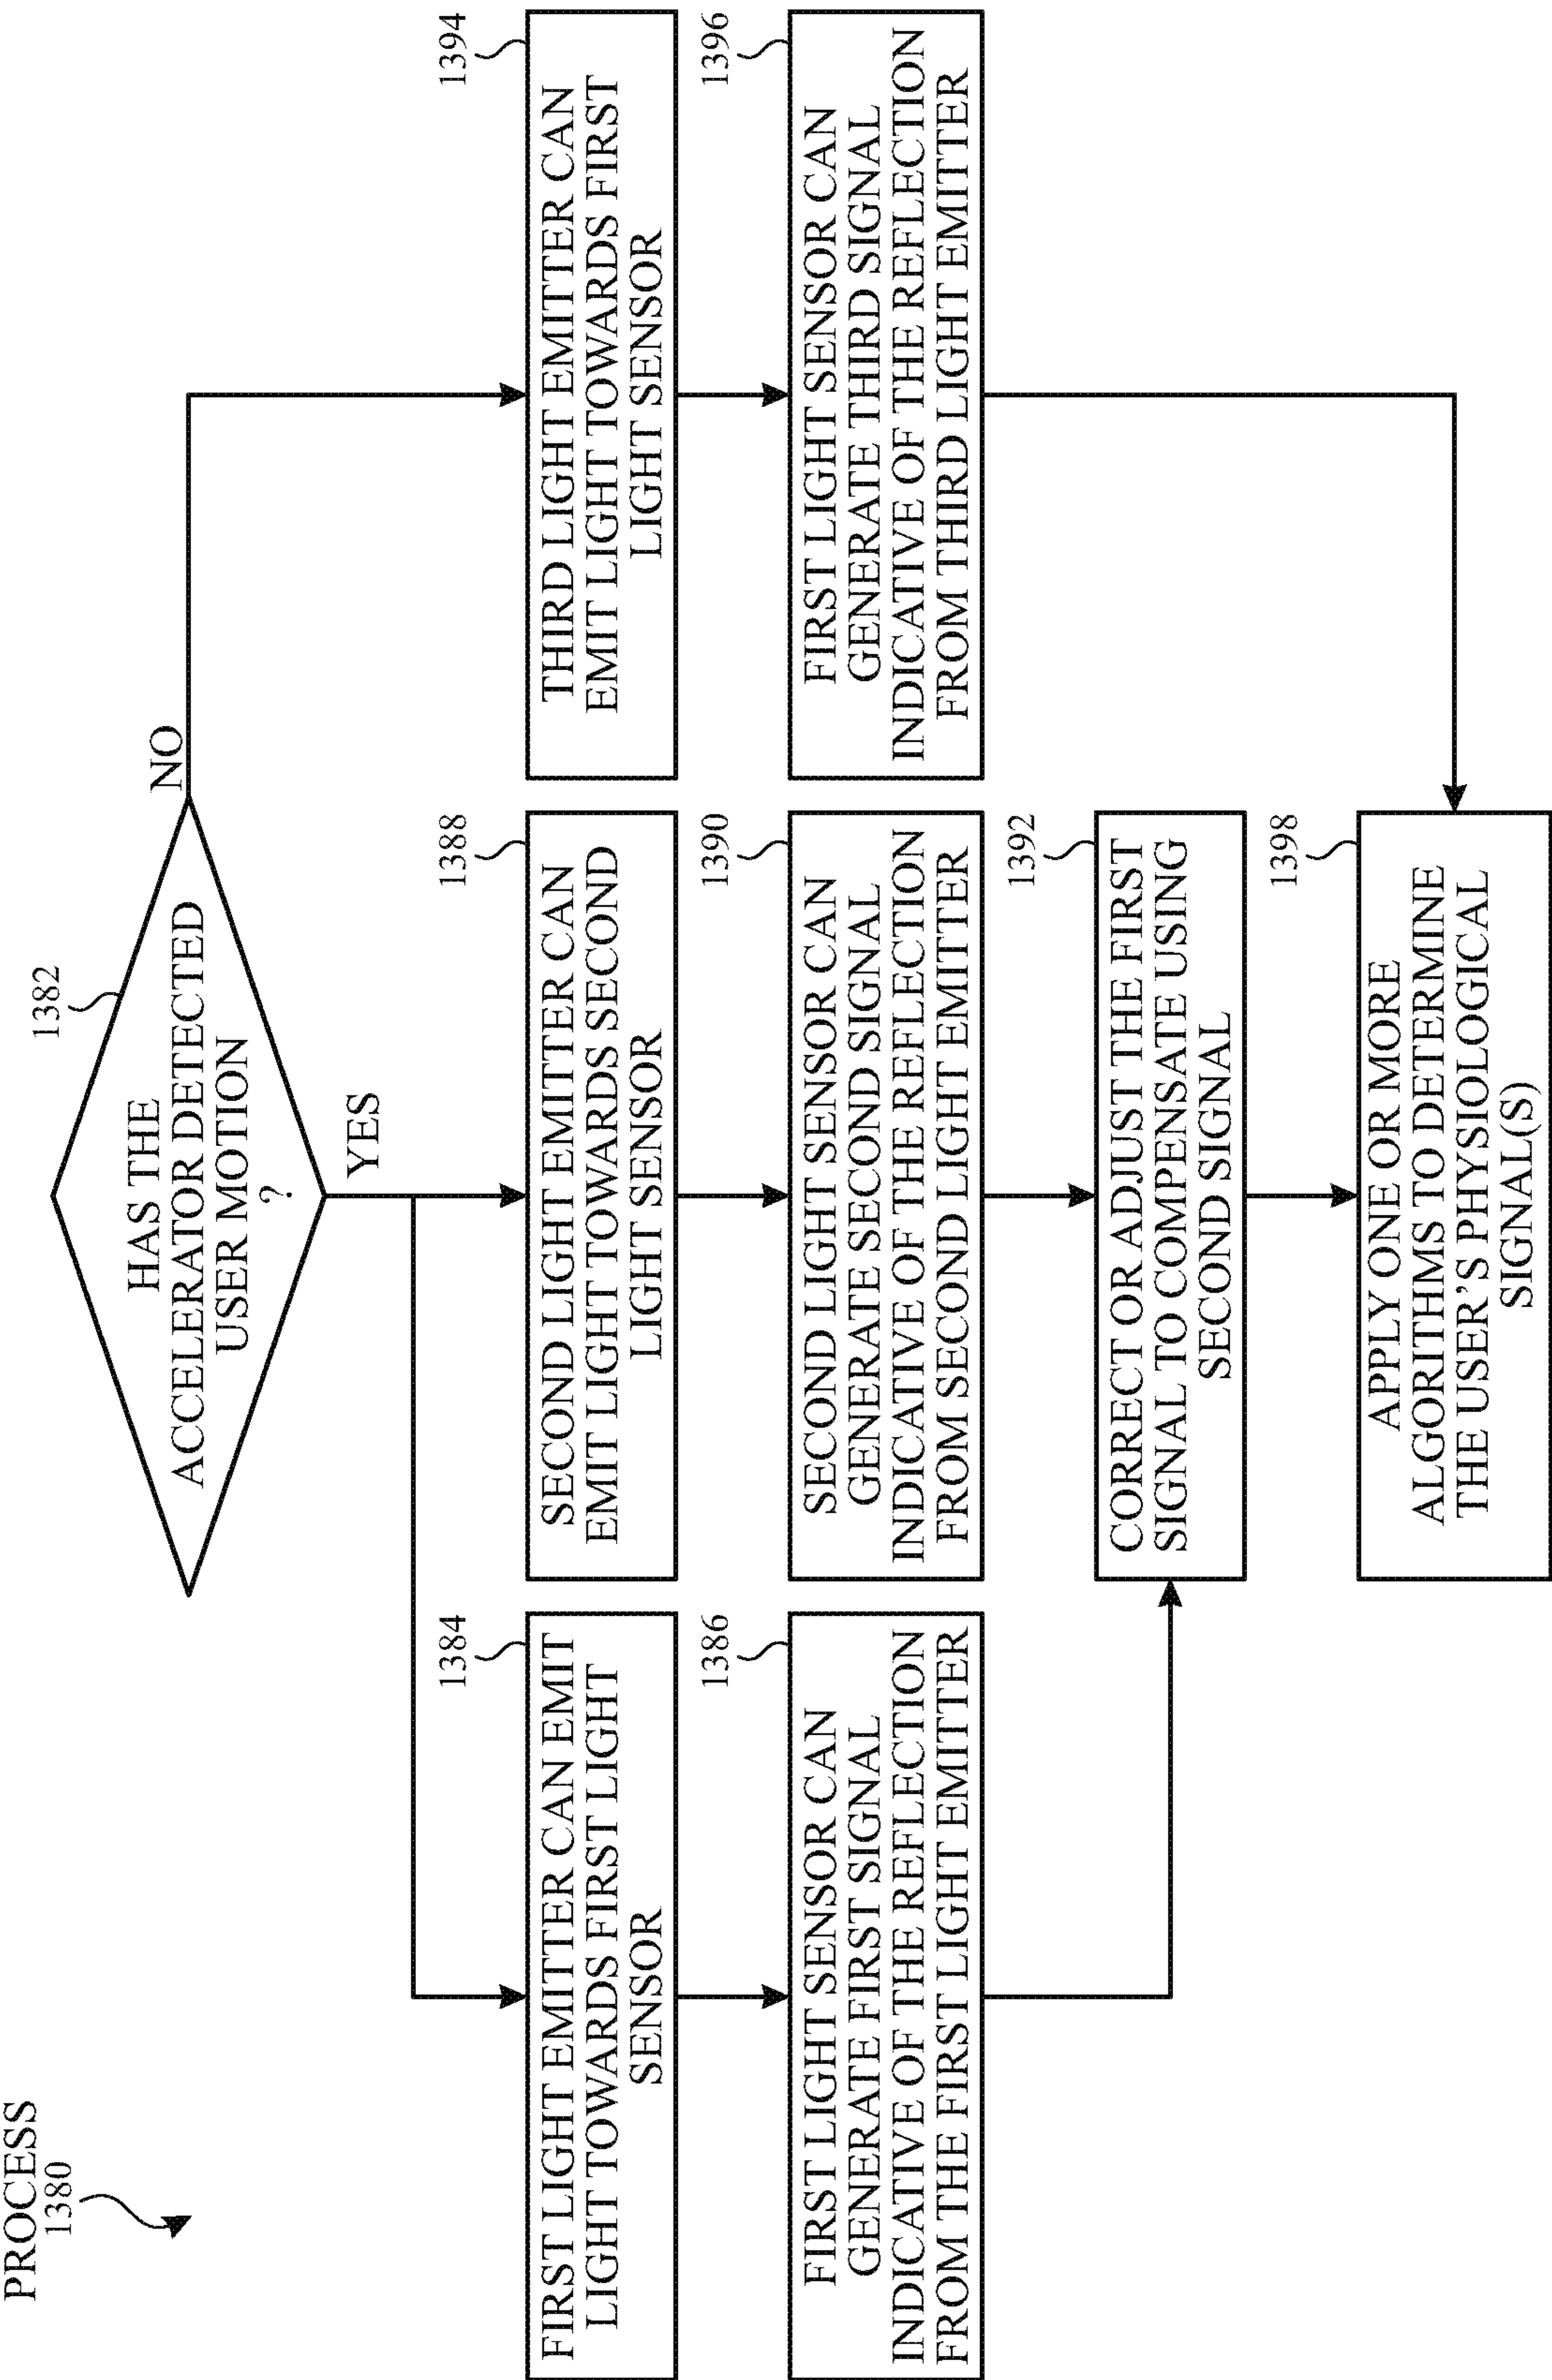 PROCESS
1380
1382
HAS THE
ACCELERATOR DETECTED
USER MOTION
?
YES
NO
1384
FIRST LIGHT EMITTER CAN EMIT
LIGHT TOWARDS FIRST LIGHT
SENSOR
1388
SECOND LIGHT EMITTER CAN
EMIT LIGHT TOWARDS SECOND
LIGHT SENSOR
1394
THIRD LIGHT EMITTER CAN
EMIT LIGHT TOWARDS FIRST
LIGHT SENSOR
1386
FIRST LIGHT SENSOR CAN
GENERATE FIRST SIGNAL
INDICATIVE OF THE REFLECTION
FROM THE FIRST LIGHT EMITTER
1390
SECOND LIGHT SENSOR CAN
GENERATE SECOND SIGNAL
INDICATIVE OF THE REFLECTION
FROM SECOND LIGHT EMITTER
1396
FIRST LIGHT SENSOR CAN
GENERATE THIRD SIGNAL
INDICATIVE OF THE REFLECTION
FROM THIRD LIGHT EMITTER
1392
CORRECT OR ADJUST THE FIRST
SIGNAL TO COMPENSATE USING
SECOND SIGNAL
1398
APPLY ONE OR MORE
ALGORITHMS TO DETERMINE
THE USER'S PHYSIOLOGICAL
SIGNAL(S)